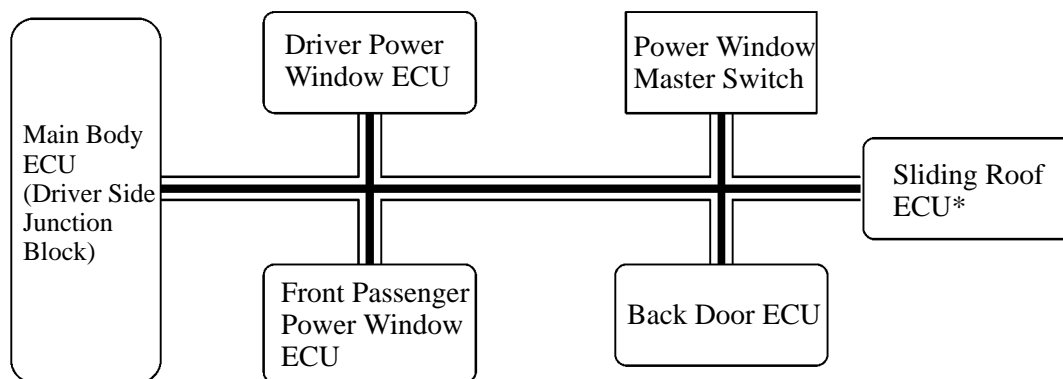 Driver Power
Window ECU
Power Window
Master Switch
Main Body
ECU
(Driver Side
Junction
Block)
Sliding Roof
ECU*
Front Passenger
Power Window
ECU
Back Door ECU